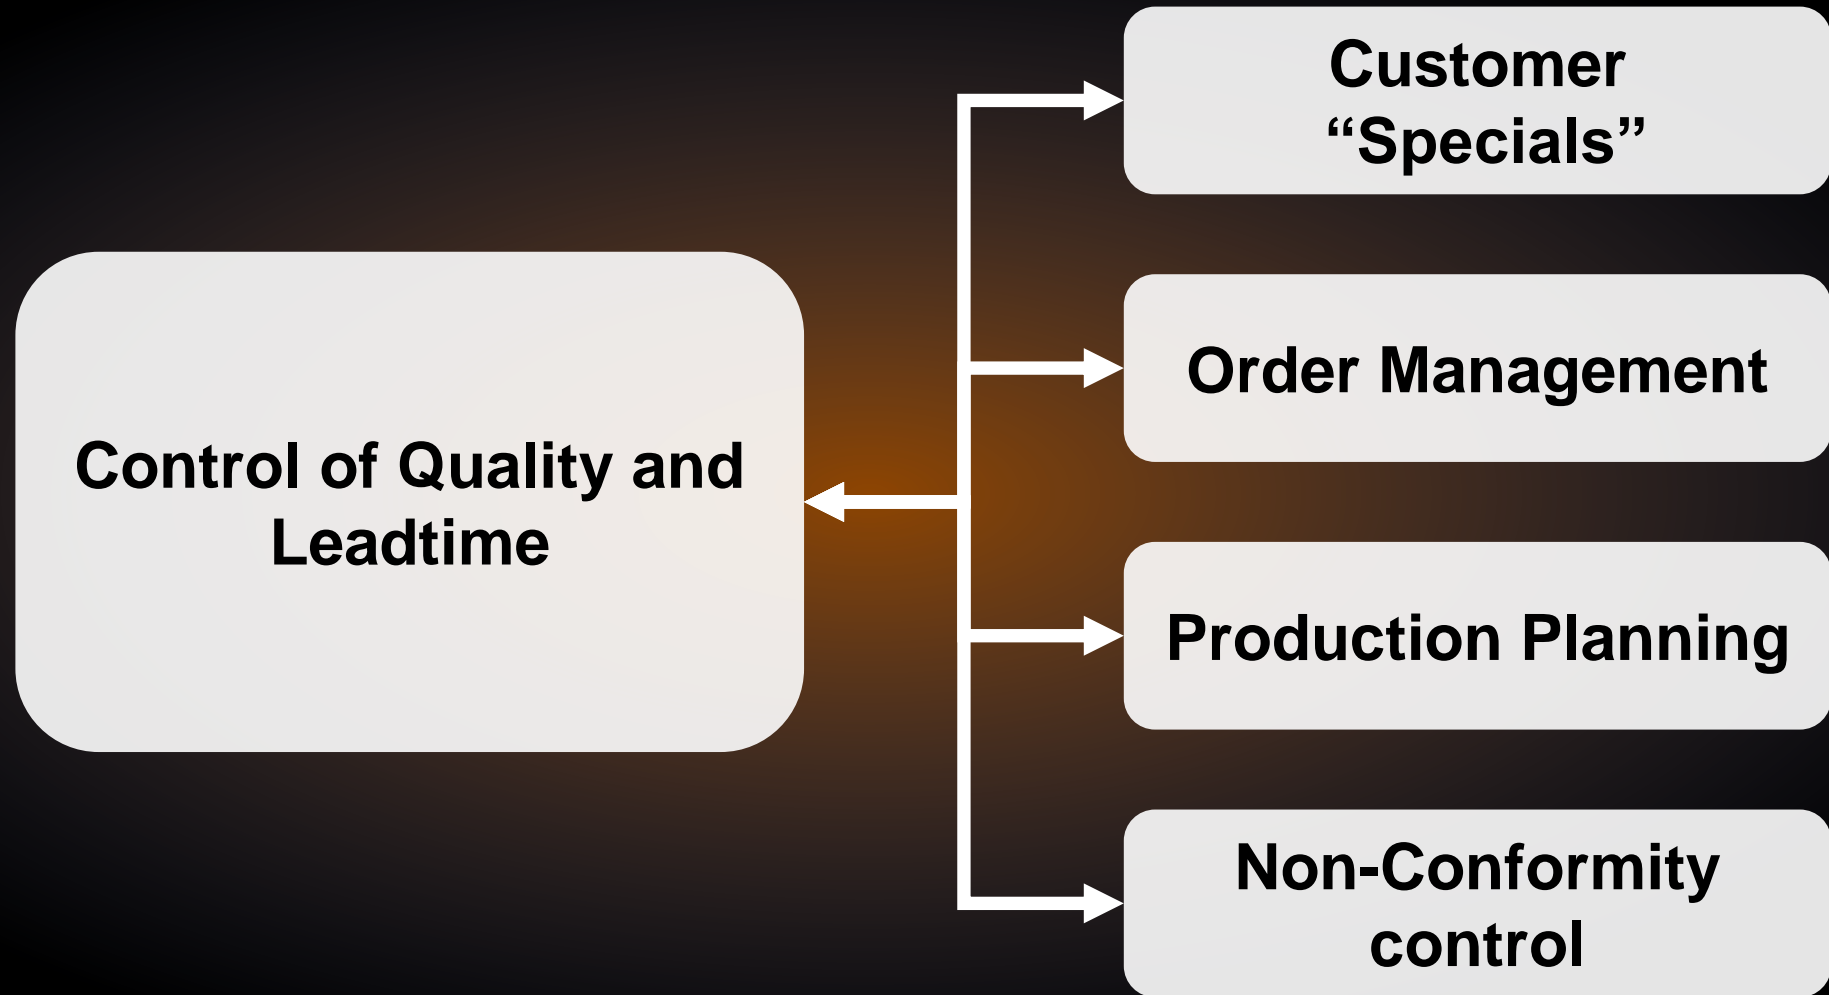 Customer
“Specials”
Order Management
Control of Quality and
Leadtime
Production Planning
Non-Conformity
control